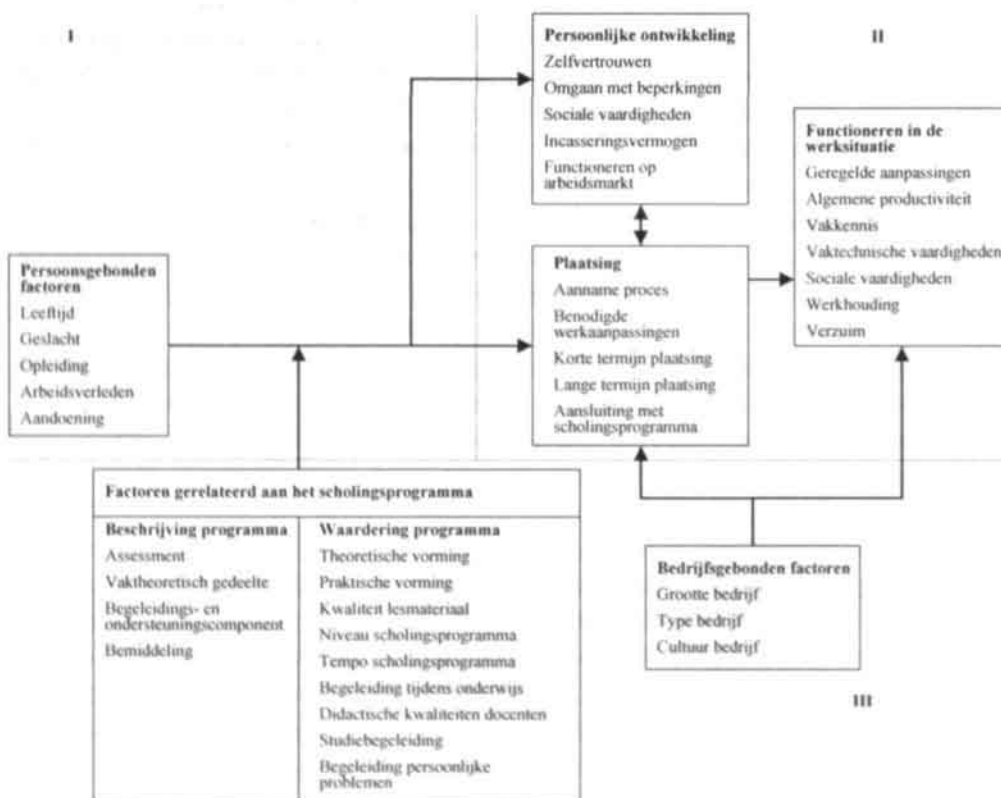 I
II
Persoonlijke ontwikkeling
Zelfvertrouwen
Omgaan met beperkingen
Sociale vaardigheden
Incasseringsvermogen
Functioneren op
arbeidsmarkt
Functioneren in de
werksituatie
Geregelde aanpassingen
Algemene productiviteit
Vakkennis
Vaktechnische vaardigheden
Sociale vaardigheden
Werkhouding
Verzuim
Persoonsgebonden
factoren
Leeftijd
Geslacht
Opleiding
Arbeidsverleden
Aandoening
Plaatsing
Aanname proces
Benodigde
werkaanpassingen
Korte termijn plaatsing
Lange termijn plaatsing
Aansluiting met
scholingsprogramma
Factoren gerelateerd aan het scholingsprogramma
Beschrijving programma
Assessment
Vaktheoretisch gedeelte
Begeleidings- en
ondersteuningscomponent
Bemiddeling
Waardering programma
Theoretische vorming
Praktische vorming
Kwaliteit lesmateriaal
Niveau scholingsprogramma
Tempo scholingsprogramma
Begeleiding tijdens onderwijs
Didactische kwaliteiten docenten
Studiebegeleiding
Begeleiding persoonlijke
problemen
Bedrijfsgebonden factoren
Grootte bedrijf
Type bedrijf
Cultuur bedrijf
III